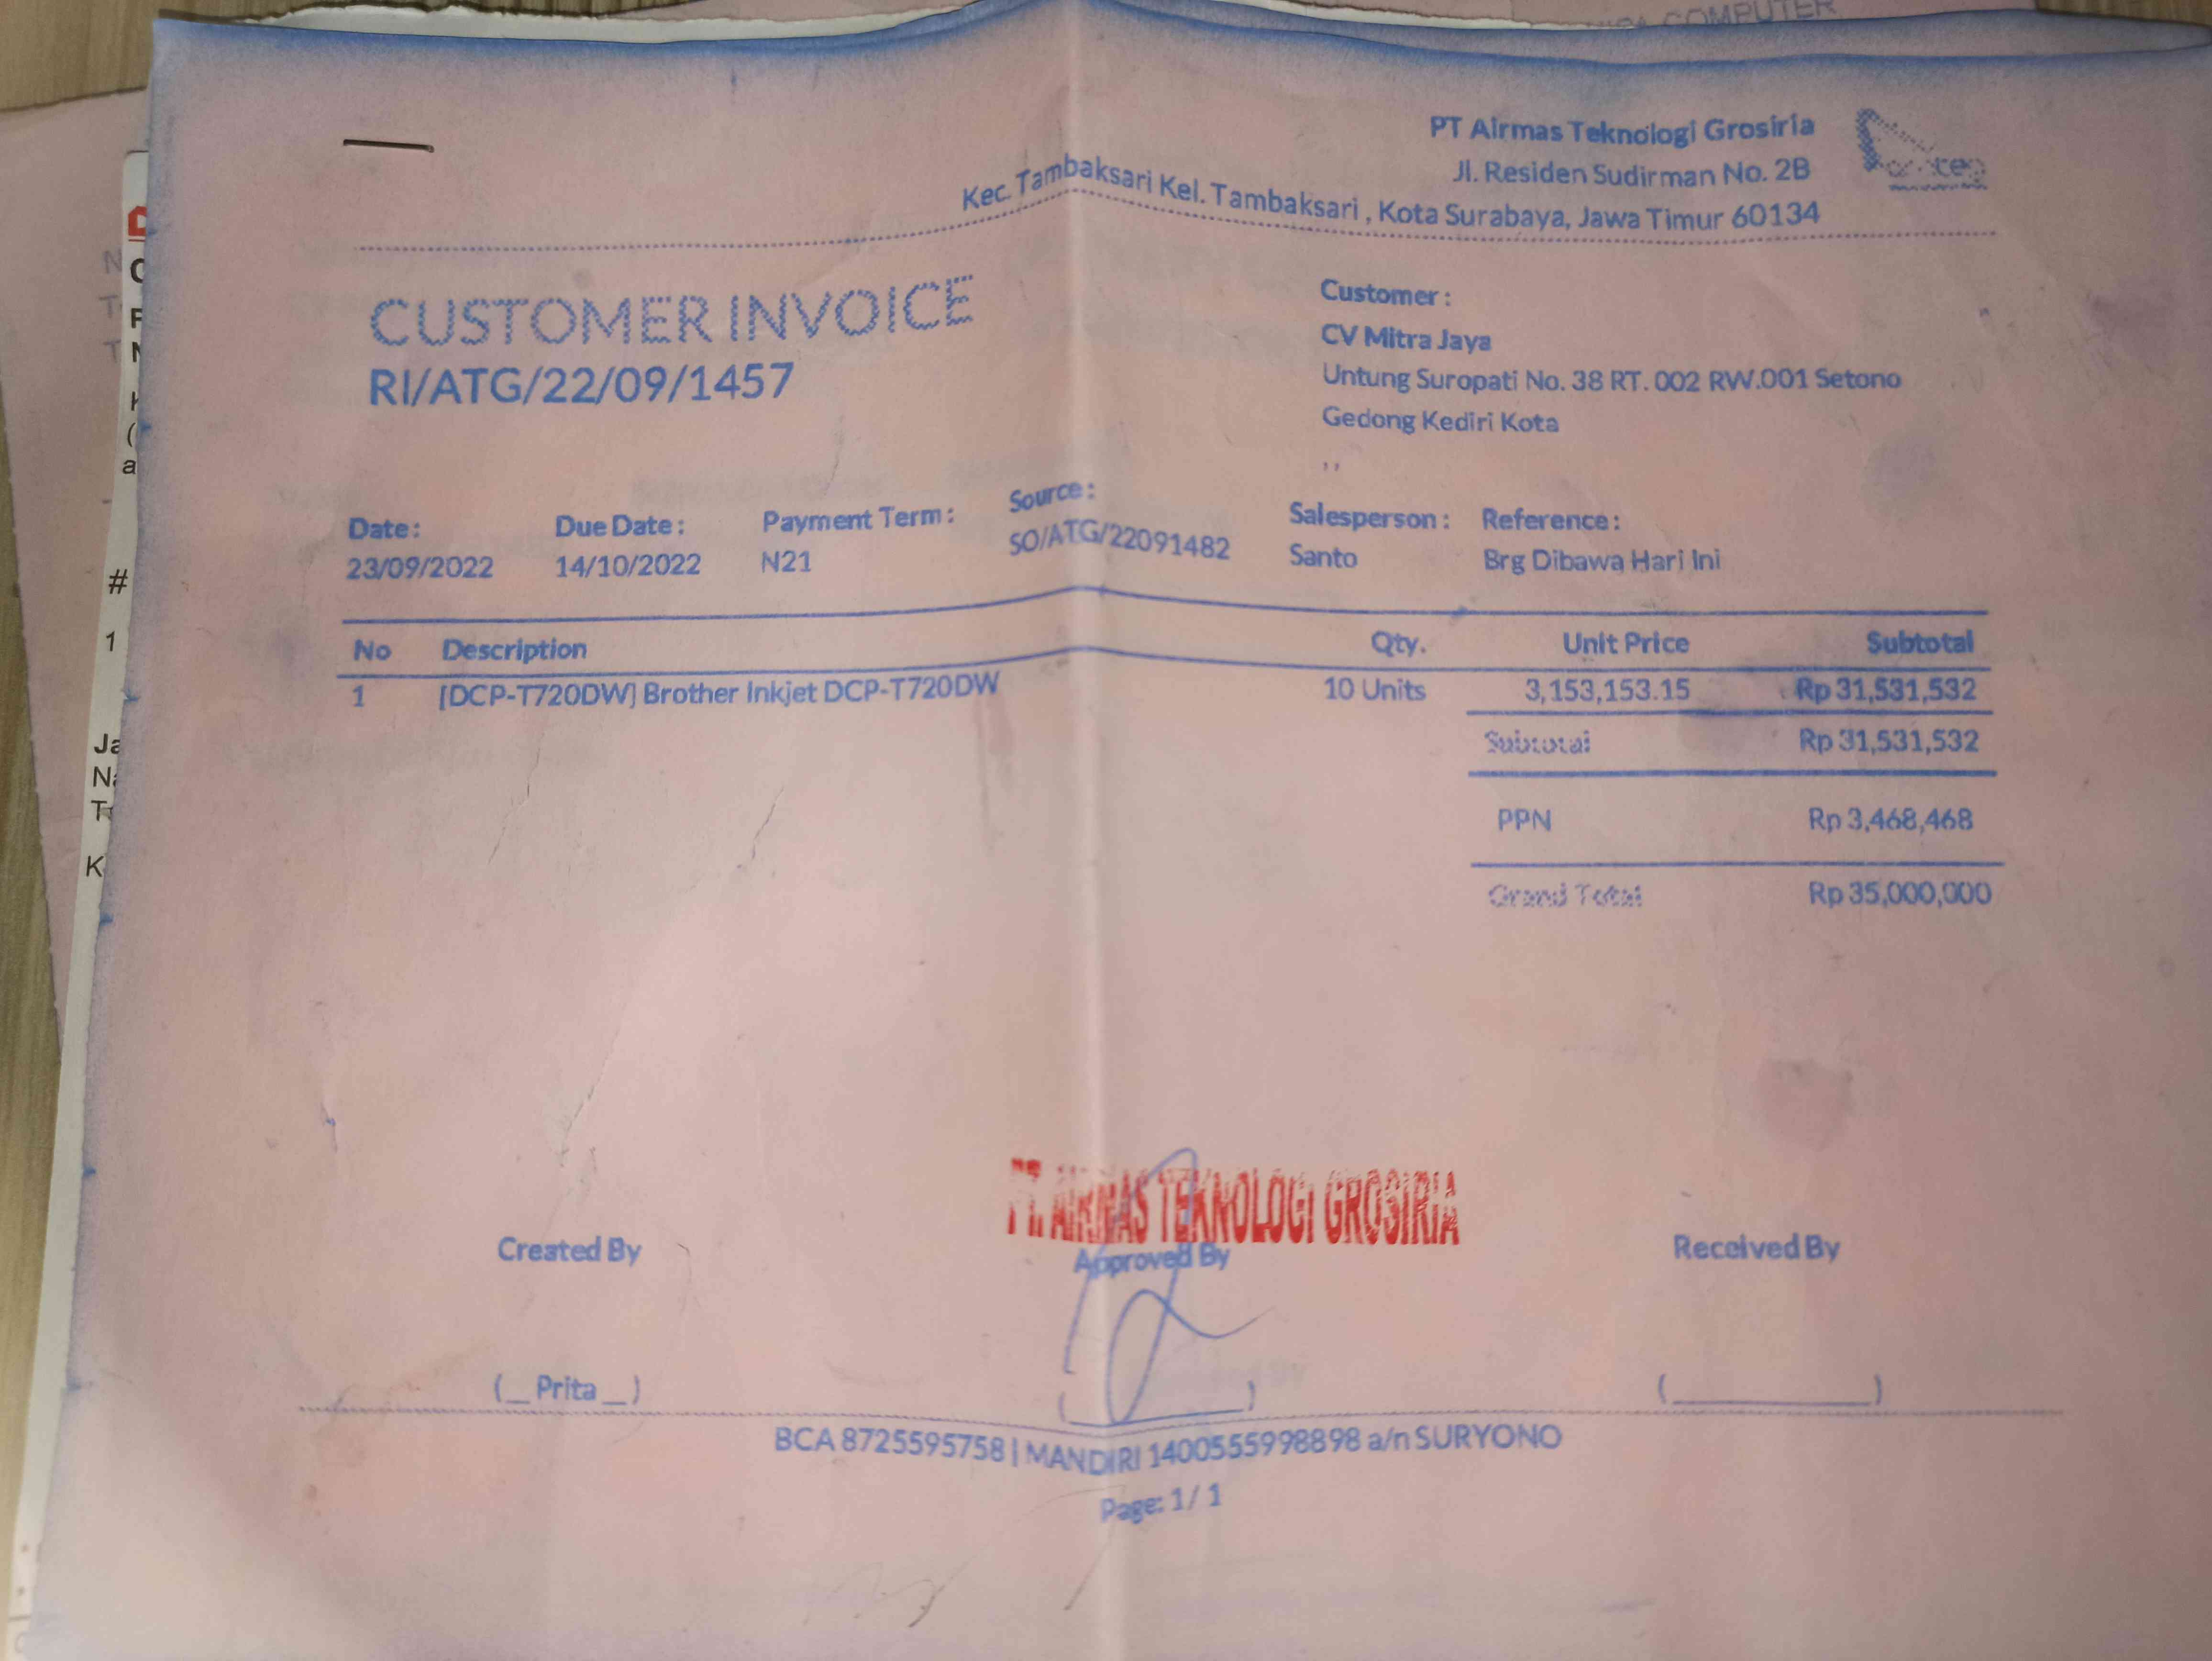 COMPUTER
PT Airmas Teknologi Grosiria
Jl. Residen Sudirman No. 2B
Kec. Tambaksari Kel. Tambaksari , Kota Surabaya, Jawa Timur 60134
CUSTOMER INVOICE
RI/ATG/22/09/1457
Customer :
CV Mitra Jaya
Untung Suropati No. 38 RT. 002 RW.001 Setono
Gedong Kediri Kota
, ,
Date: Due Date: Payment Term: Source: Salesperson: Reference:
23/09/2022 14/10/2022 N21 SO/ATG/22091482 Santo Brg Dibawa Hari Ini
No Description Qty. Unit Price Subtotal
1 [DCP-T720DW] Brother Inkjet DCP-T720DW 10 Units 3,153,153.15 Rp 31,531,532
Subtotal Rp 31,531,532
PPN Rp 3,468,468
Grand Total Rp 35,000,000
PT. AIRMAS TEKNOLOGI GROSIRIA
Created By Approved By Received By
(_ Prita _) (__________) (__________)
BCA 8725595758 | MANDIRI 1400555998898 a/n SURYONO
Page: 1 / 1
#
1
K